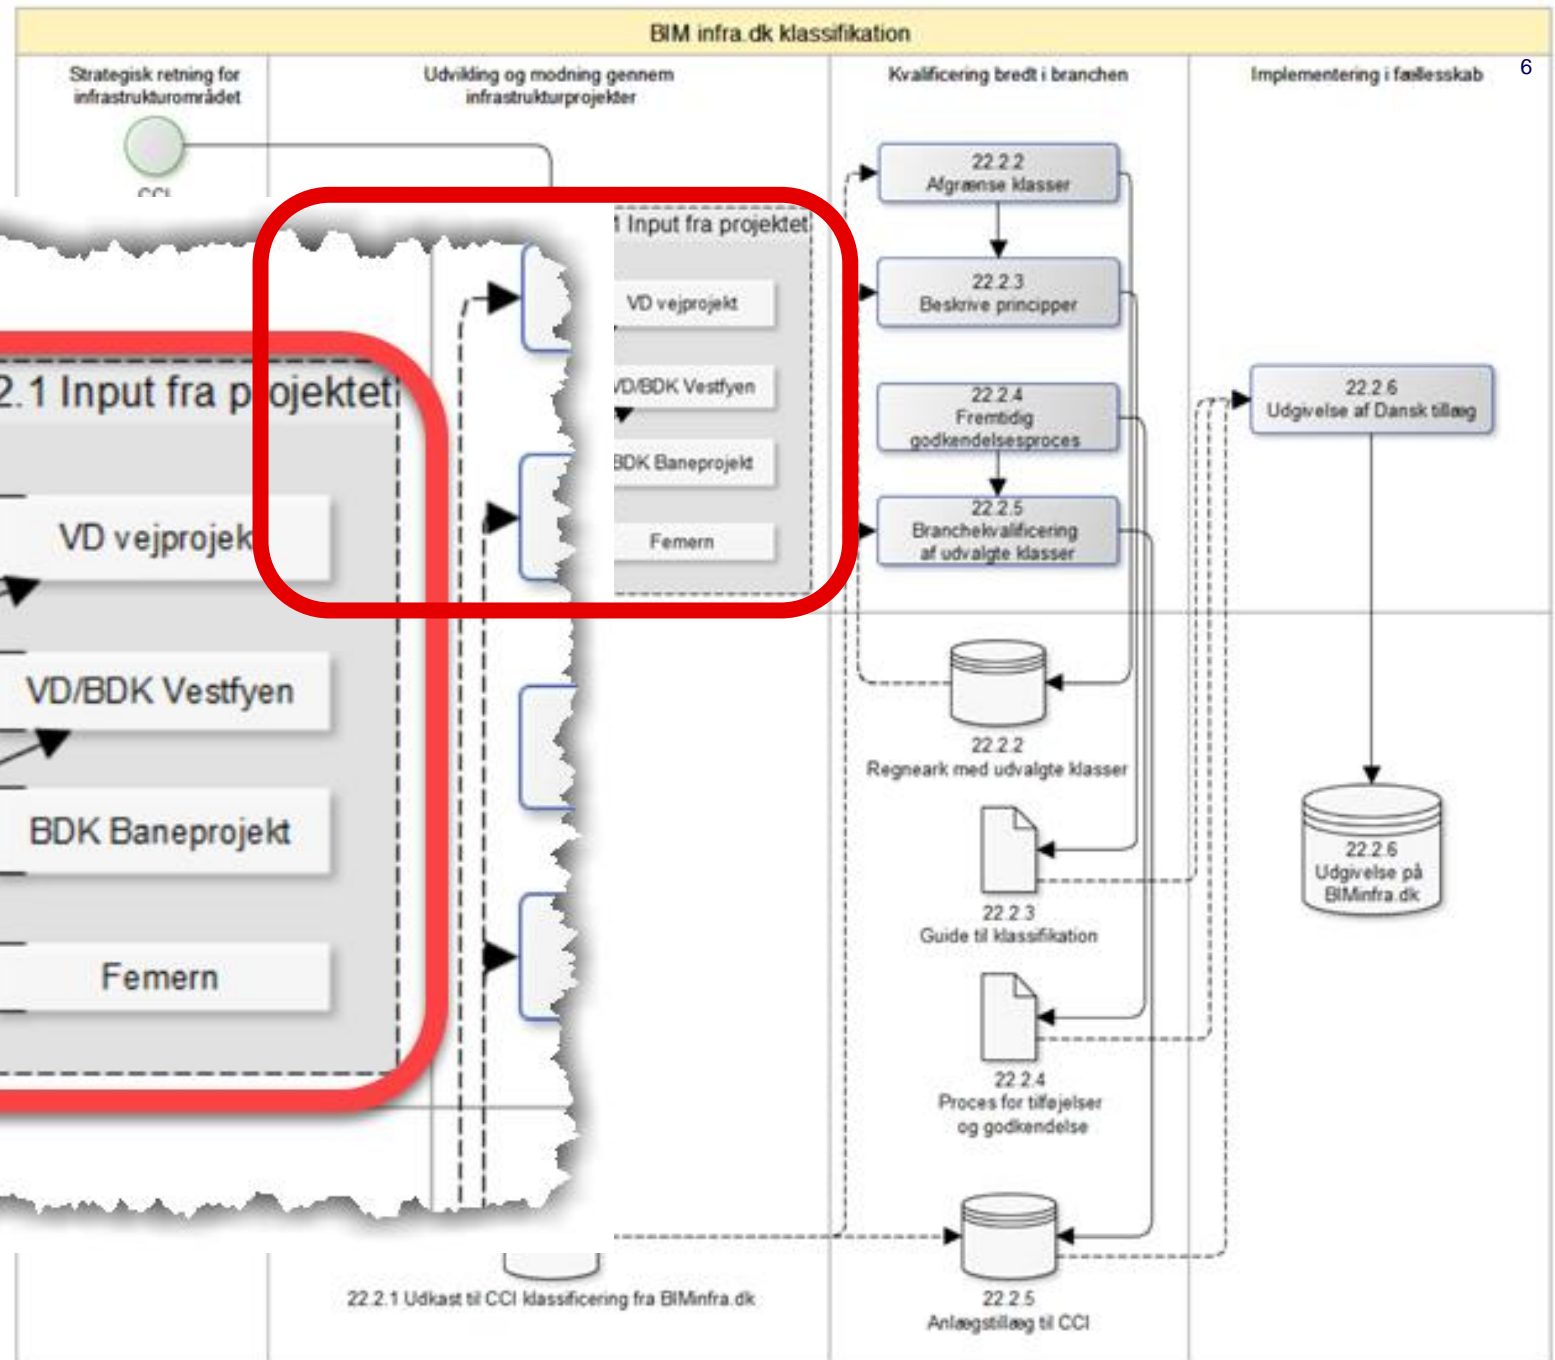 BIM infra.dk klassifikation
Strategisk retning for
infrastrukturområdet
Udvikling og modning gennem
infrastrukturprojekter
Kvalificering bredt i branchen
Implementering i fællesskab
6
CCI
1 Input fra projektet
VD vejprojekt
VD/BDK Vestfyen
BDK Baneprojekt
Femern
2.1 Input fra projektet
VD vejprojek
VD/BDK Vestfyen
BDK Baneprojekt
Femern
22.2.2
Afgrænse klasser
22.2.3
Beskrive principper
22.2.4
Fremtidig
godkendelsesproces
22.2.5
Branchekvalificering
af udvalgte klasser
22.2.6
Udgivelse af Dansk tillæg
22.2.2
Regneark med udvalgte klasser
22.2.3
Guide til klassifikation
22.2.4
Proces for tilføjelser
og godkendelse
22.2.6
Udgivelse på
BIMinfra.dk
22.2.1 Udkast til CCI klassificering fra BIMinfra.dk
22.2.5
Anlægstillæg til CCI